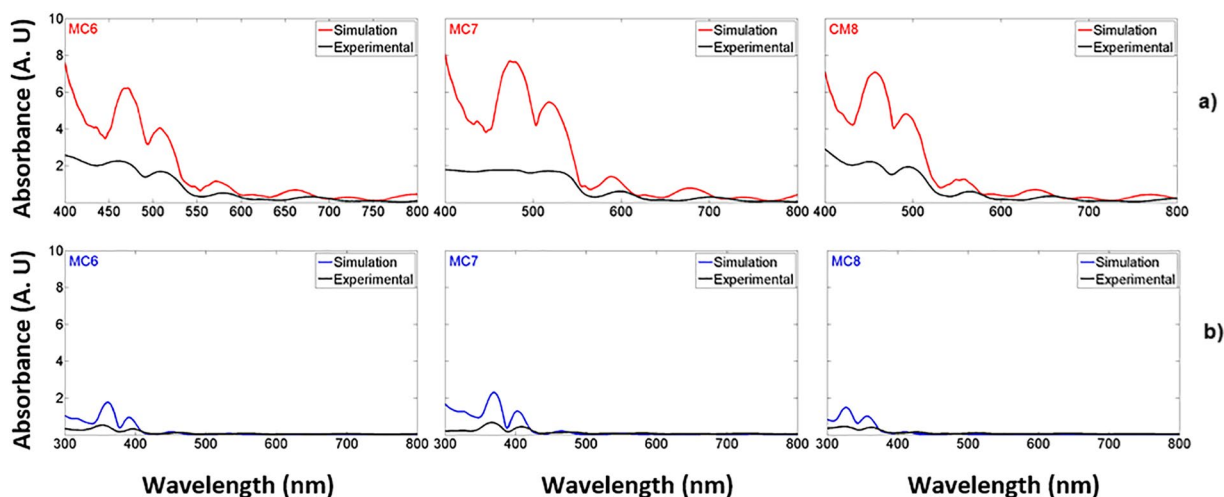 Absorbance (A. U)
10
8
6
4
2
MC6
Simulation
Experimental
400 450 500 550 600 650 700 750 800
MC7
Simulation
Experimental
400 500 600 700 800
CM8
Simulation
Experimental
400 500 600 700 800
a)
Absorbance (A. U)
10
8
6
4
2
MC6
Simulation
Experimental
300 400 500 600 700 800
MC7
Simulation
Experimental
300 400 500 600 700 800
MC8
Simulation
Experimental
300 400 500 600 700 800
b)
Wavelength (nm) Wavelength (nm) Wavelength (nm)